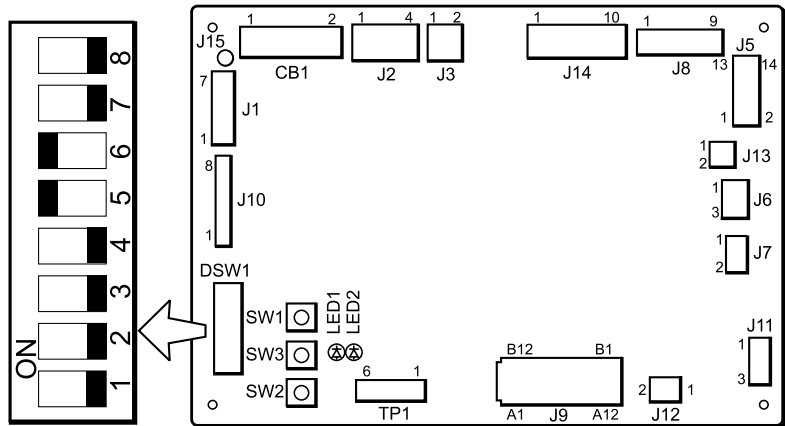 8
7
6
5
4
3
2
1
ON
1 2
CB1
1 4
J2
1 2
J3
1 10
J14
1 9
J8
J15
7
1
J1
J5
13 14
1 2
8
1
J10
1
2
J13
1
3
J6
1
2
J7
DSW1
SW1
SW3
SW2
LED1
LED2
6 1
TP1
B12 B1
A1 J9 A12
2 1
J12
J11
1
3